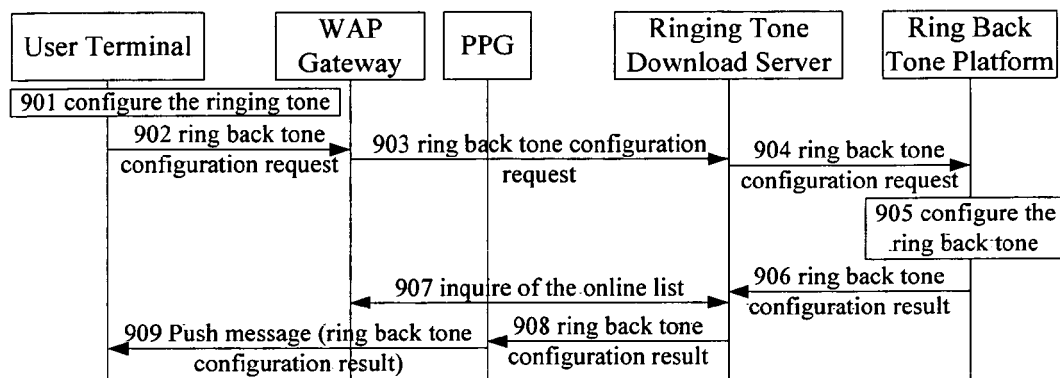 User Terminal
WAP
Gateway
PPG
Ringing Tone
Download Server
Ring Back
Tone Platform
901 configure the ringing tone
902 ring back tone
configuration request
903 ring back tone configuration
request
904 ring back tone
configuration request
905 configure the
ring back tone
906 ring back tone
configuration result
907 inquire of the online list
908 ring back tone
configuration result
909 Push message (ring back tone
configuration result)